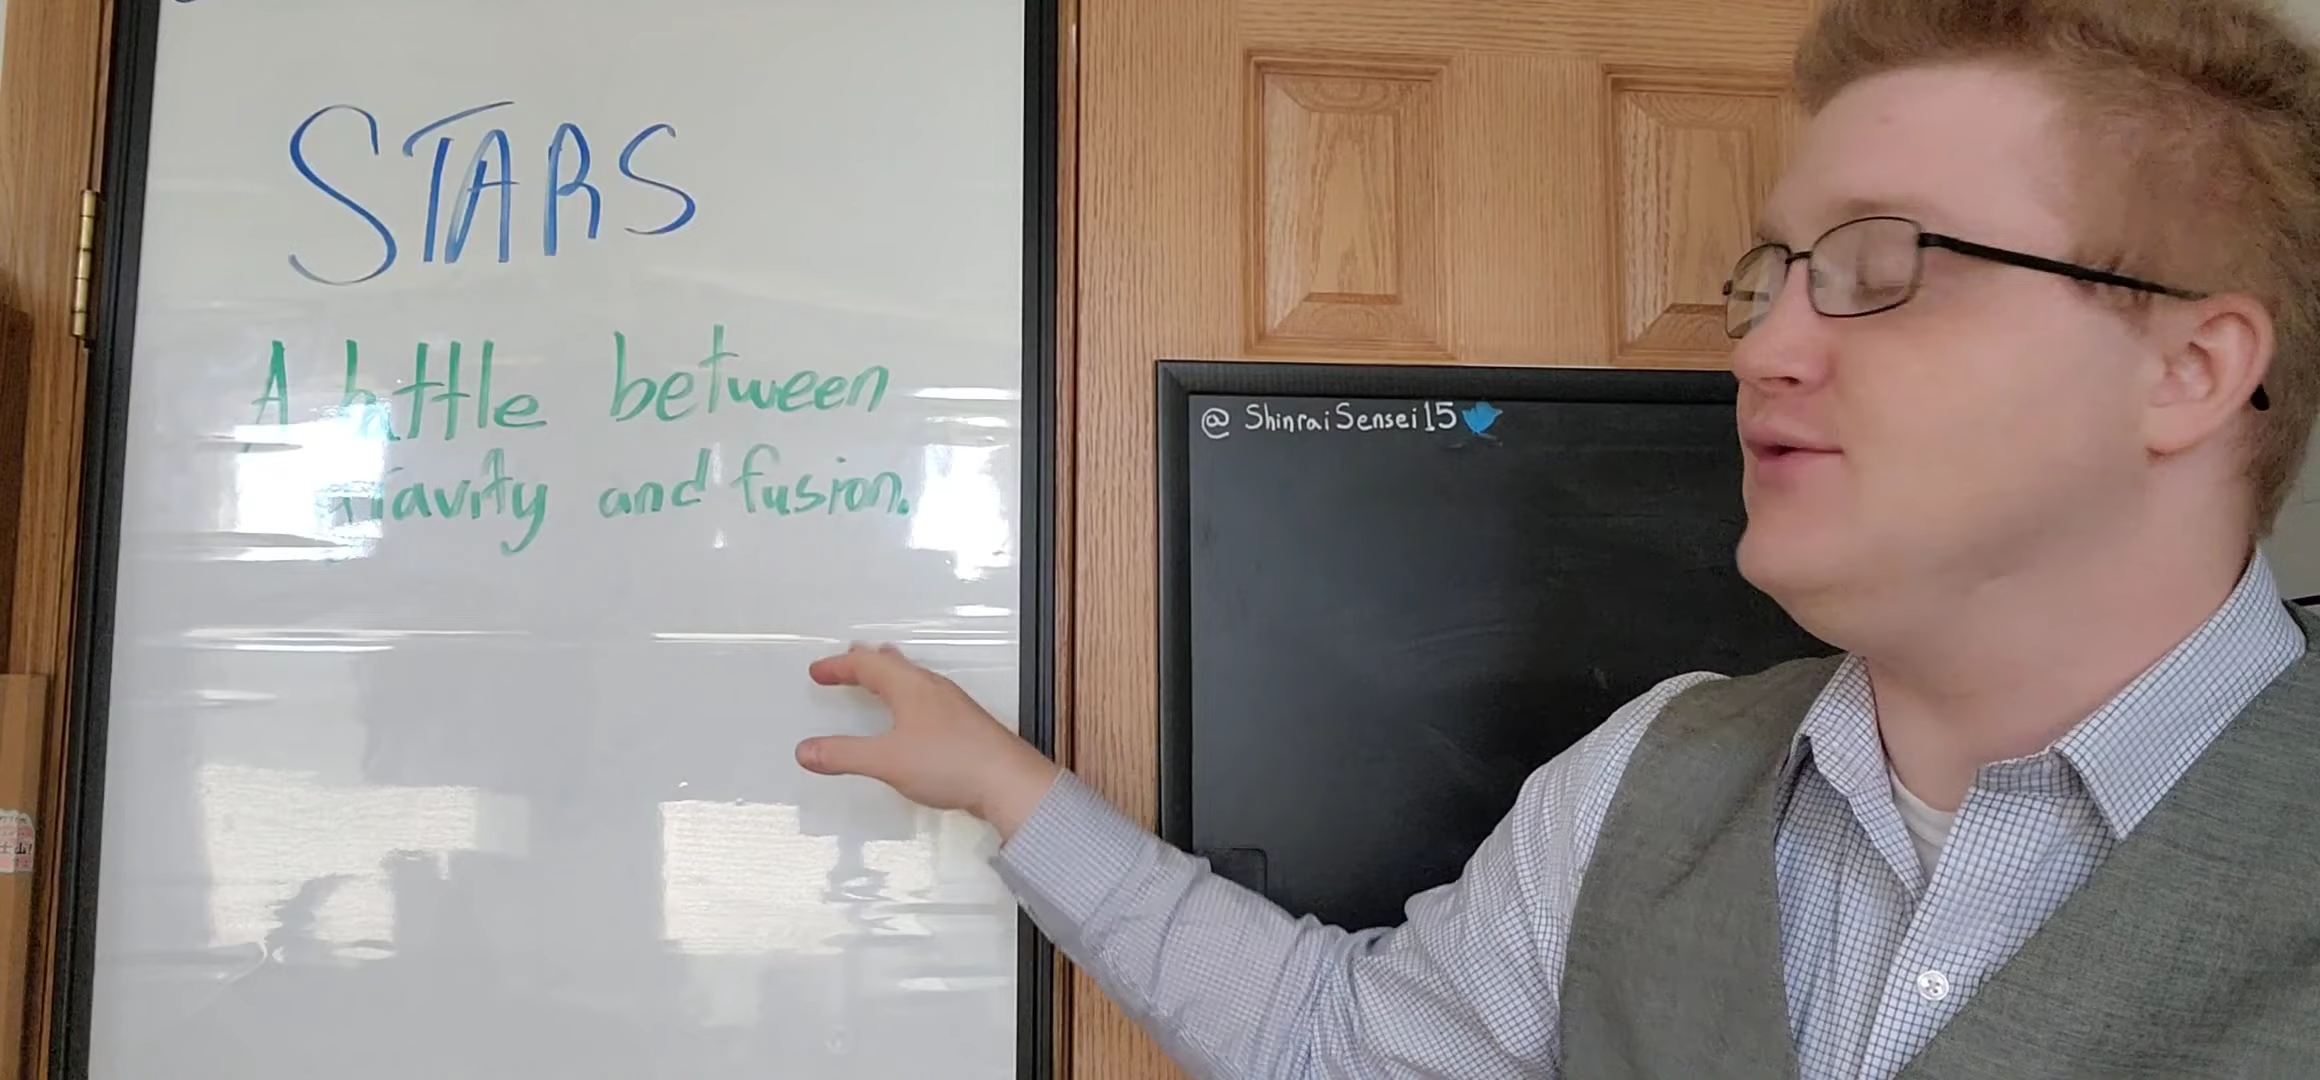 STARS
A battle between
Gravity and fusion.
@ ShinraiSensei15